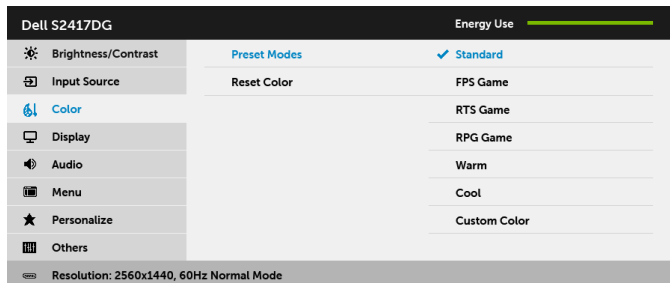 Dell S2417DG
Energy Use
Brightness/Contrast
Preset Modes
Standard
Input Source
Reset Color
FPS Game
Color
RTS Game
Display
RPG Game
Audio
Warm
Menu
Cool
Personalize
Custom Color
Others
Resolution: 2560x1440, 60Hz Normal Mode